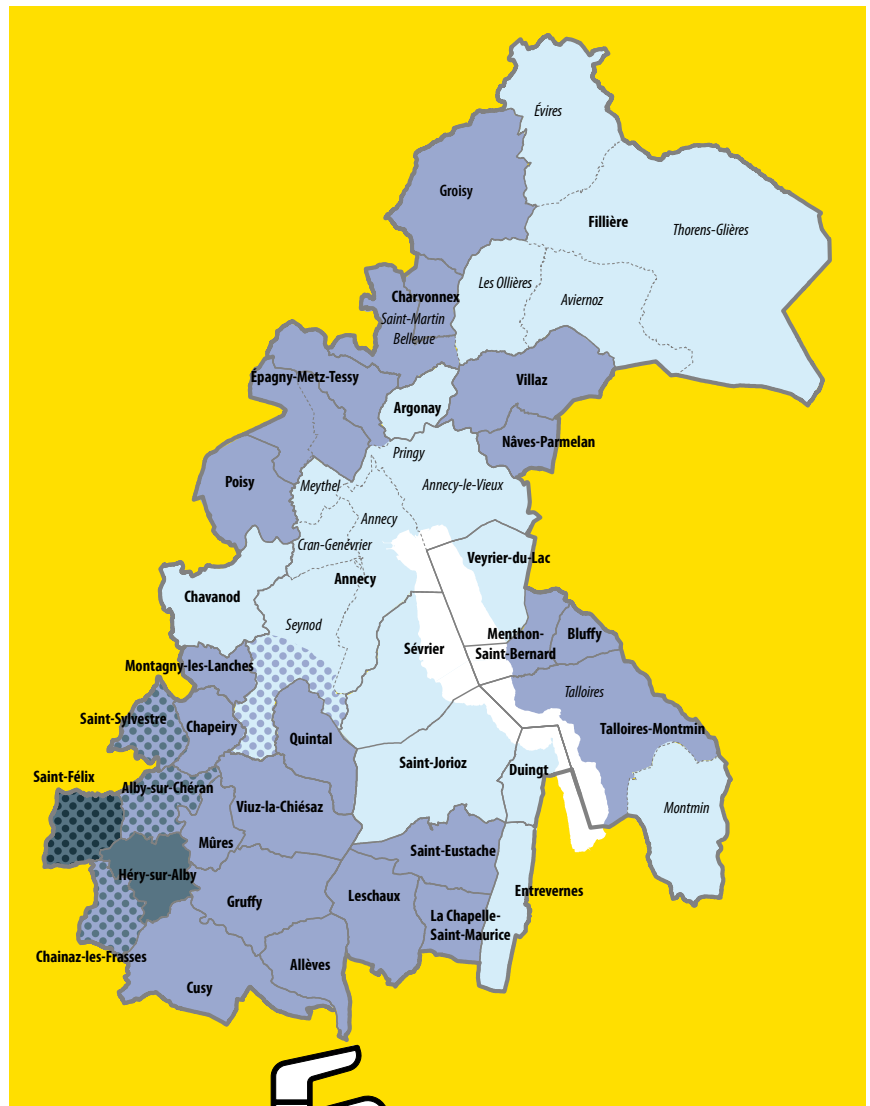 Évires
Groisy
Fillière
Thorens-Glières
Les Ollières
Aviernoz
Charvonnex
Saint-Martin
Bellevue
Épagny-Metz-Tessy
Villaz
Argonay
Nâves-Parmelan
Pringy
Poisy
Meythel
Annecy-le-Vieux
Annecy
Cran-Genévrier
Veyrier-du-Lac
Annecy
Chavanod
Seynod
Menthon-
Saint-Bernard
Bluffy
Sévrier
Montagny-les-Lanches
Talloires
Saint-Sylvestre
Chapeiry
Talloires-Montmin
Quintal
Saint-Jorioz
Duingt
Saint-Félix
Alby-sur-Chéran
Viuz-la-Chiésaz
Montmin
Mûres
Saint-Eustache
Héry-sur-Alby
Entrevernes
Gruffy
Leschaux
La Chapelle-
Saint-Maurice
Chainaz-les-Frasses
Allèves
Cusy